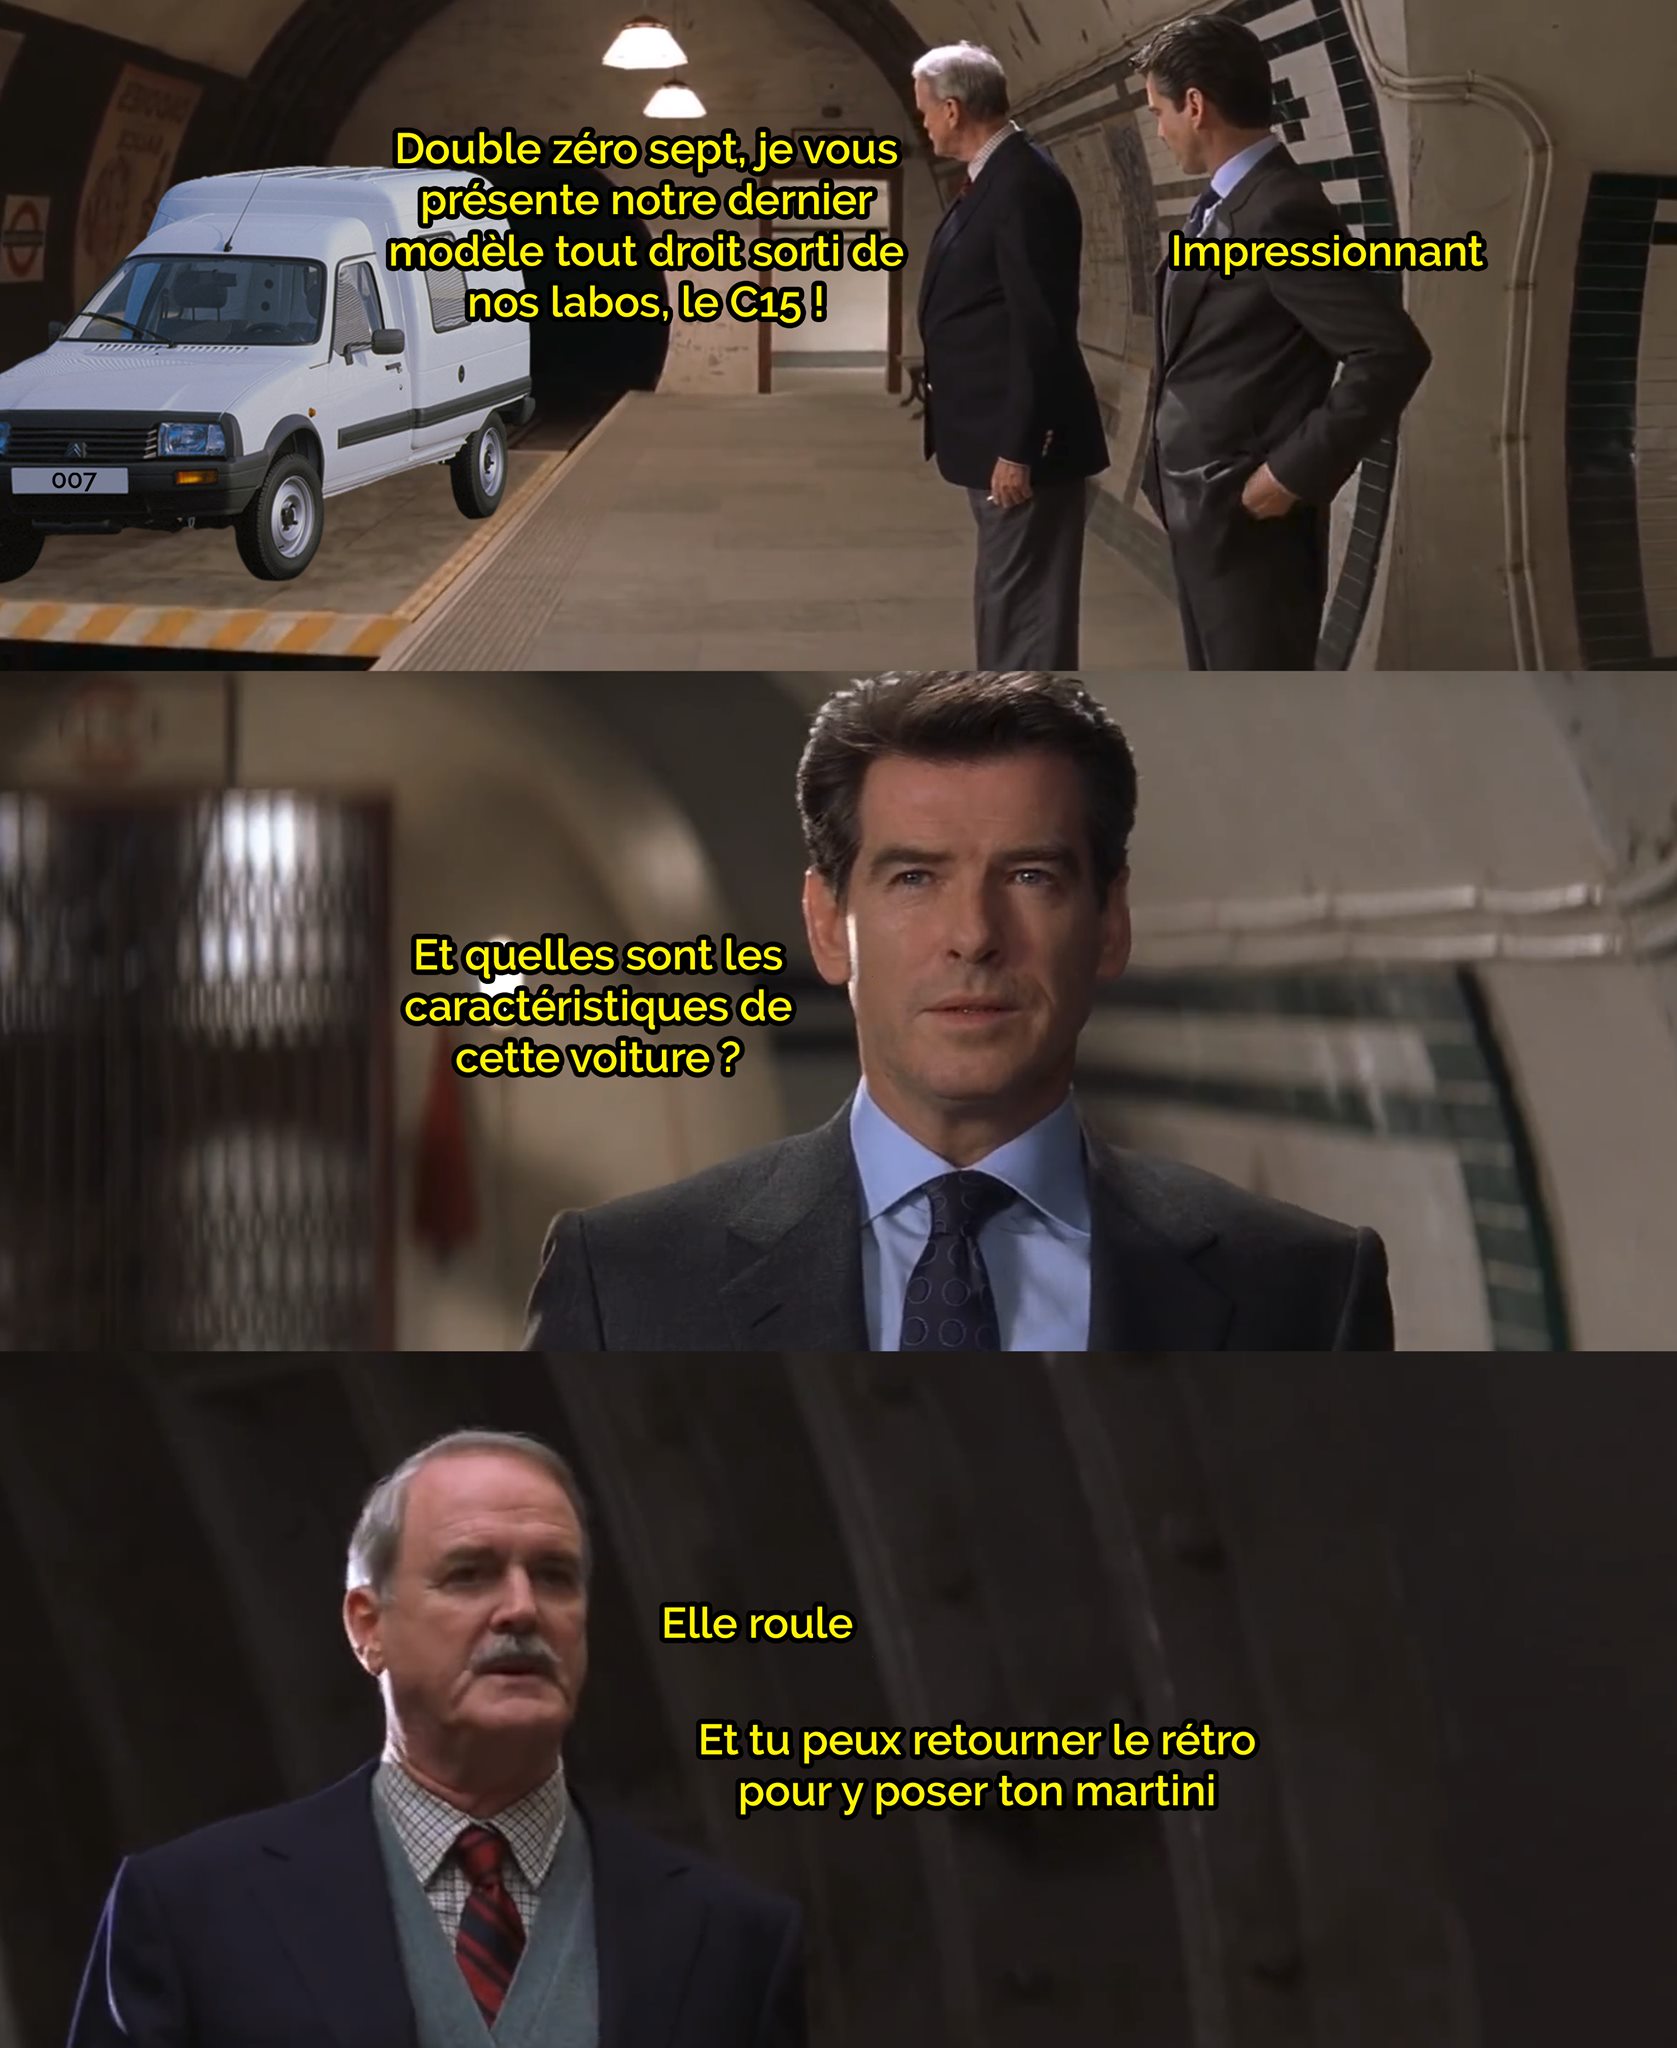 Double zéro sept, je vous
présente notre dernier
modèle tout droit sorti de
nos labos, le C15 !
Impressionnant
007
Et quelles sont les
caractéristiques de
cette voiture ?
Elle roule
Et tu peux retourner le rétro
pour y poser ton martini